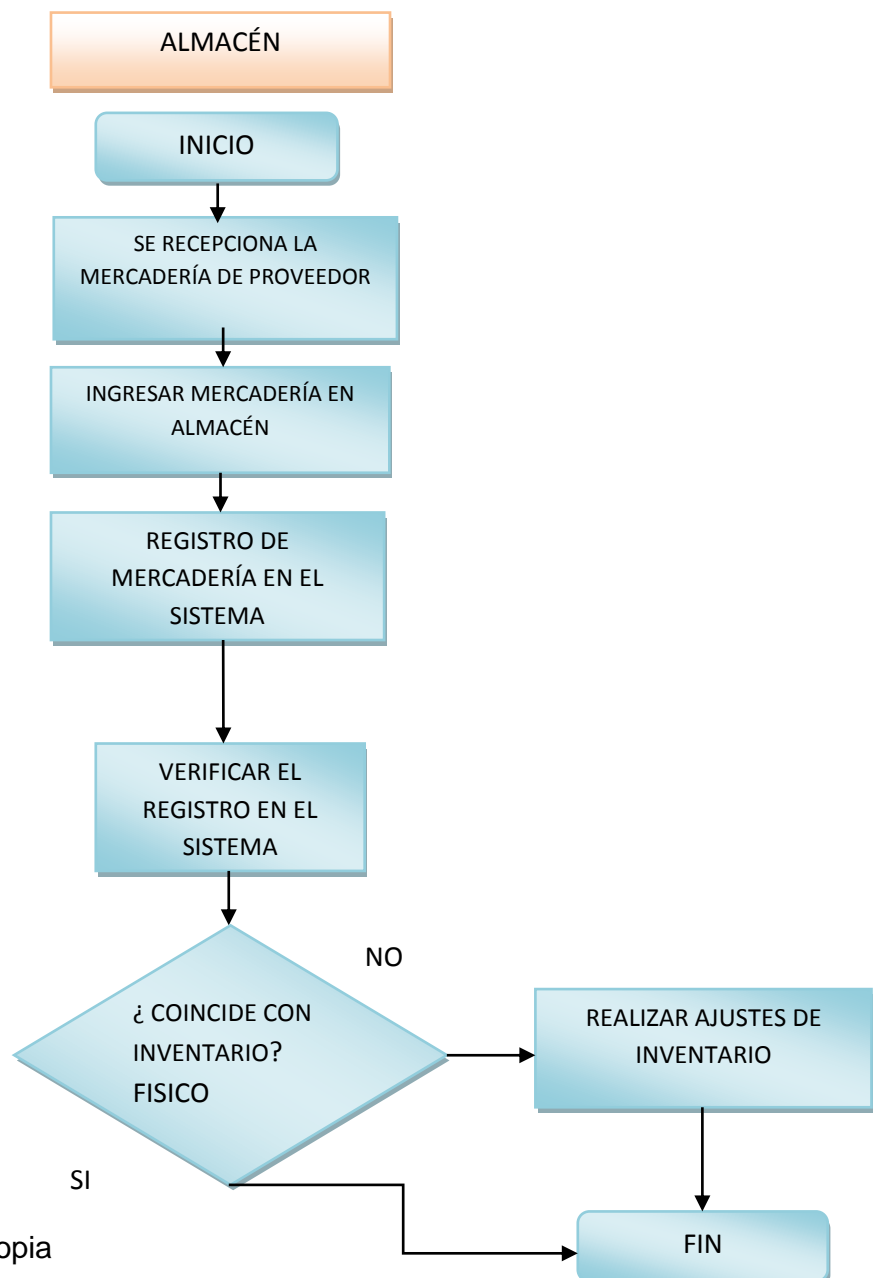 ALMACÉN
INICIO
SE RECEPCIONA LA
MERCADERÍA DE PROVEEDOR
INGRESAR MERCADERÍA EN
ALMACÉN
REGISTRO DE
MERCADERÍA EN EL
SISTEMA
VERIFICAR EL
REGISTRO EN EL
SISTEMA
NO
¿ COINCIDE CON
INVENTARIO?
FISICO
REALIZAR AJUSTES DE
INVENTARIO
SI
FIN
opia